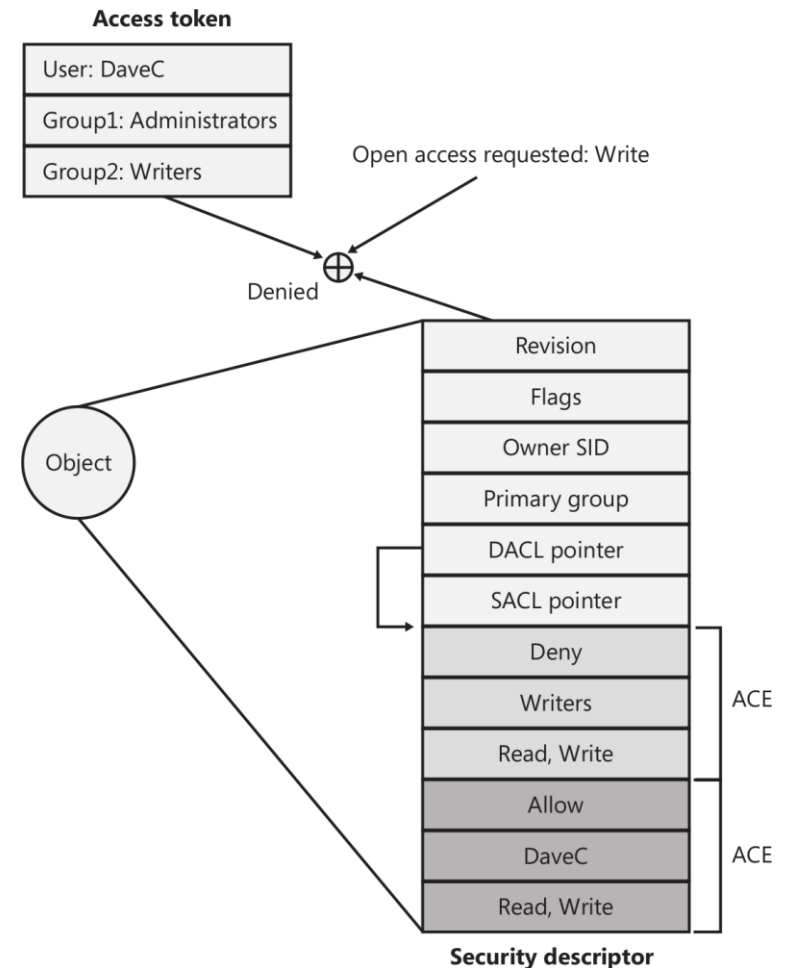 Access token
User: DaveC
Group1: Administrators
Group2: Writers
Open access requested: Write
Denied
Object
Revision
Flags
Owner SID
Primary group
DACL pointer
SACL pointer
Deny
Writers
Read, Write
ACE
Allow
DaveC
Read, Write
ACE
Security descriptor